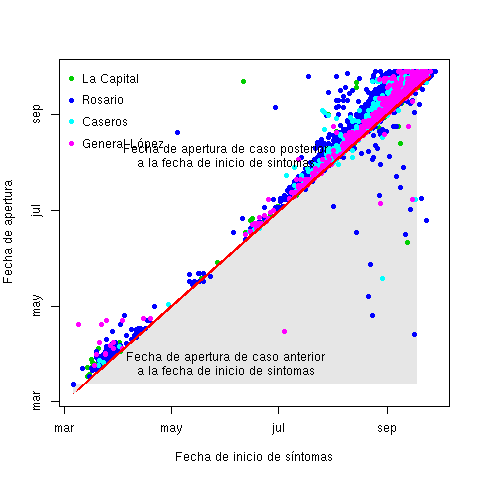 La Capital
Rosario
Caseros
General López
Fecha de apertura de caso posterior
a la fecha de inicio de sintomas
Fecha de apertura de caso anterior
a la fecha de inicio de sintomas
Fecha de apertura
sep
jul
may
mar
mar may jul sep
Fecha de inicio de síntomas